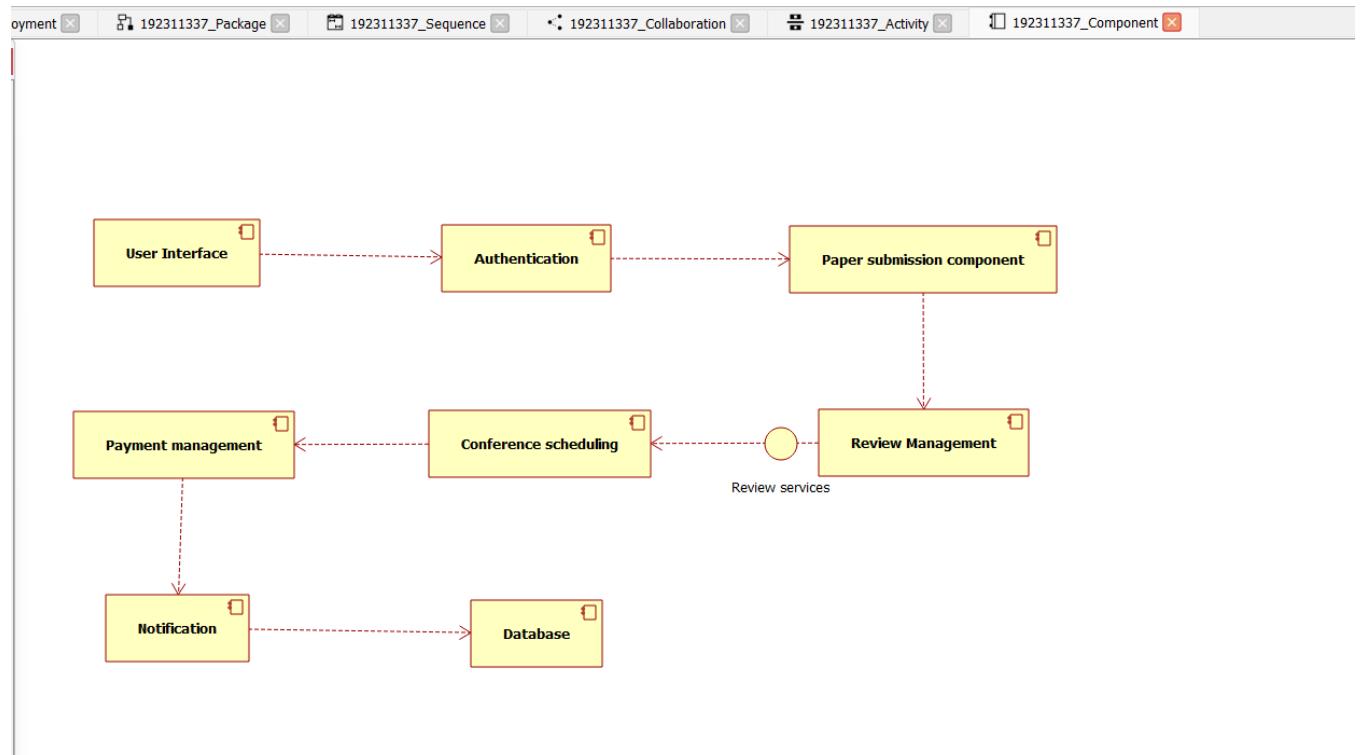 oyment
192311337_Package
192311337_Sequence
192311337_Collaboration
192311337_Activity
192311337_Component
User Interface
Authentication
Paper submission component
Payment management
Conference scheduling
Review Management
Review services
Notification
Database